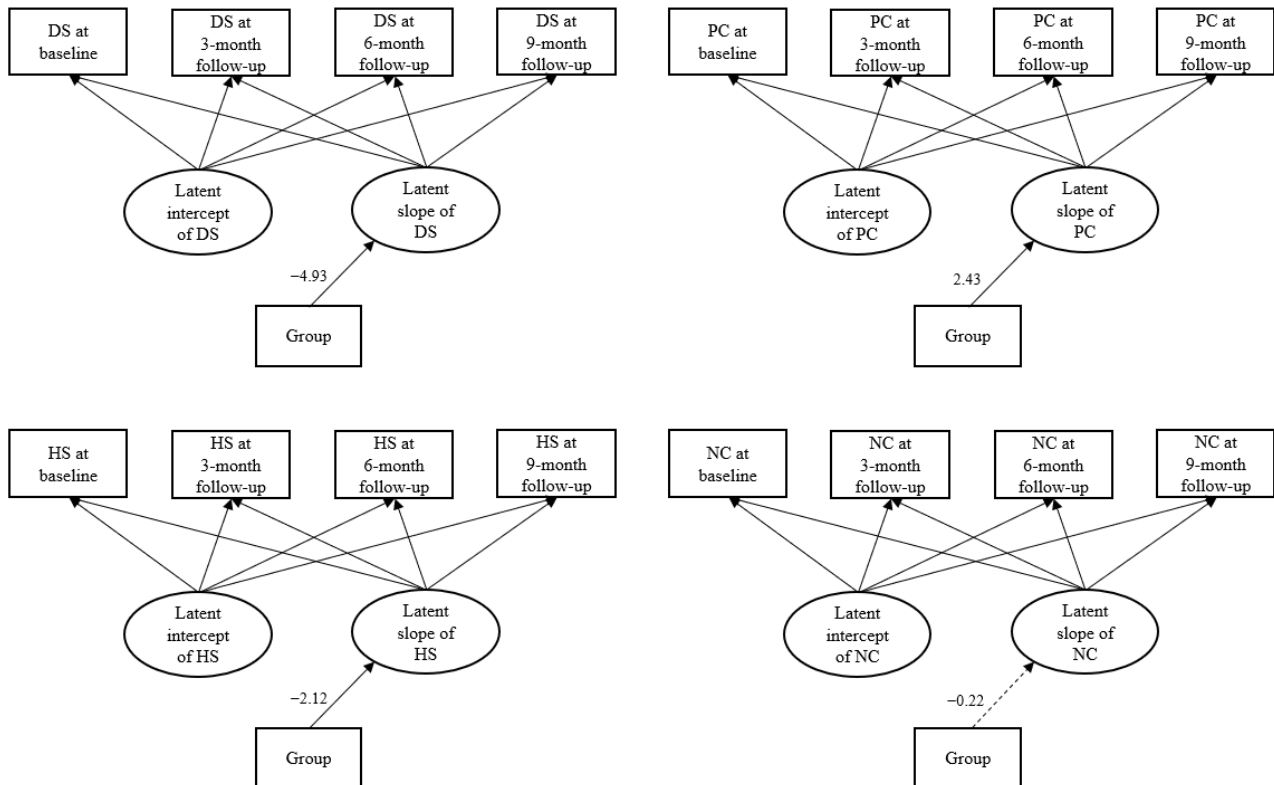 DS at
baseline
DS at
3-month
follow-up
DS at
6-month
follow-up
DS at
9-month
follow-up
Latent
intercept
of DS
Latent
slope of
DS
−4.93
Group
PC at
baseline
PC at
3-month
follow-up
PC at
6-month
follow-up
PC at
9-month
follow-up
Latent
intercept
of PC
Latent
slope of
PC
2.43
Group
HS at
baseline
HS at
3-month
follow-up
HS at
6-month
follow-up
HS at
9-month
follow-up
Latent
intercept
of HS
Latent
slope of
HS
−2.12
Group
NC at
baseline
NC at
3-month
follow-up
NC at
6-month
follow-up
NC at
9-month
follow-up
Latent
intercept
of NC
Latent
slope of
NC
−0.22
Group